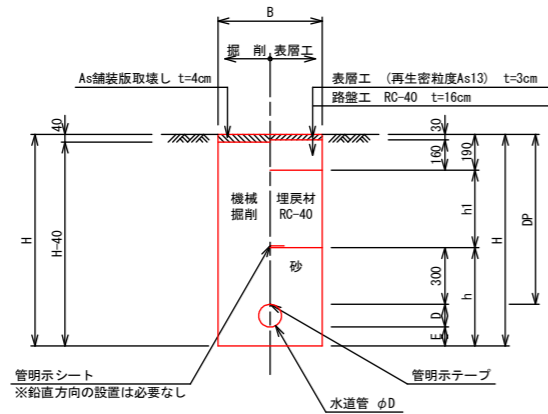 B
掘 削 表層工
As舗装版取壊し t=4cm
表層工 (再生密粒度As13) t=3cm
路盤工 RC-40 t=16cm
40
30
160
190
H
H-40
機械
掘削
埋戻材
RC-40
h1
H
DP
砂
300
h
D
E
管明示シート
※鉛直方向の設置は必要なし
管明示テープ
水道管 φD